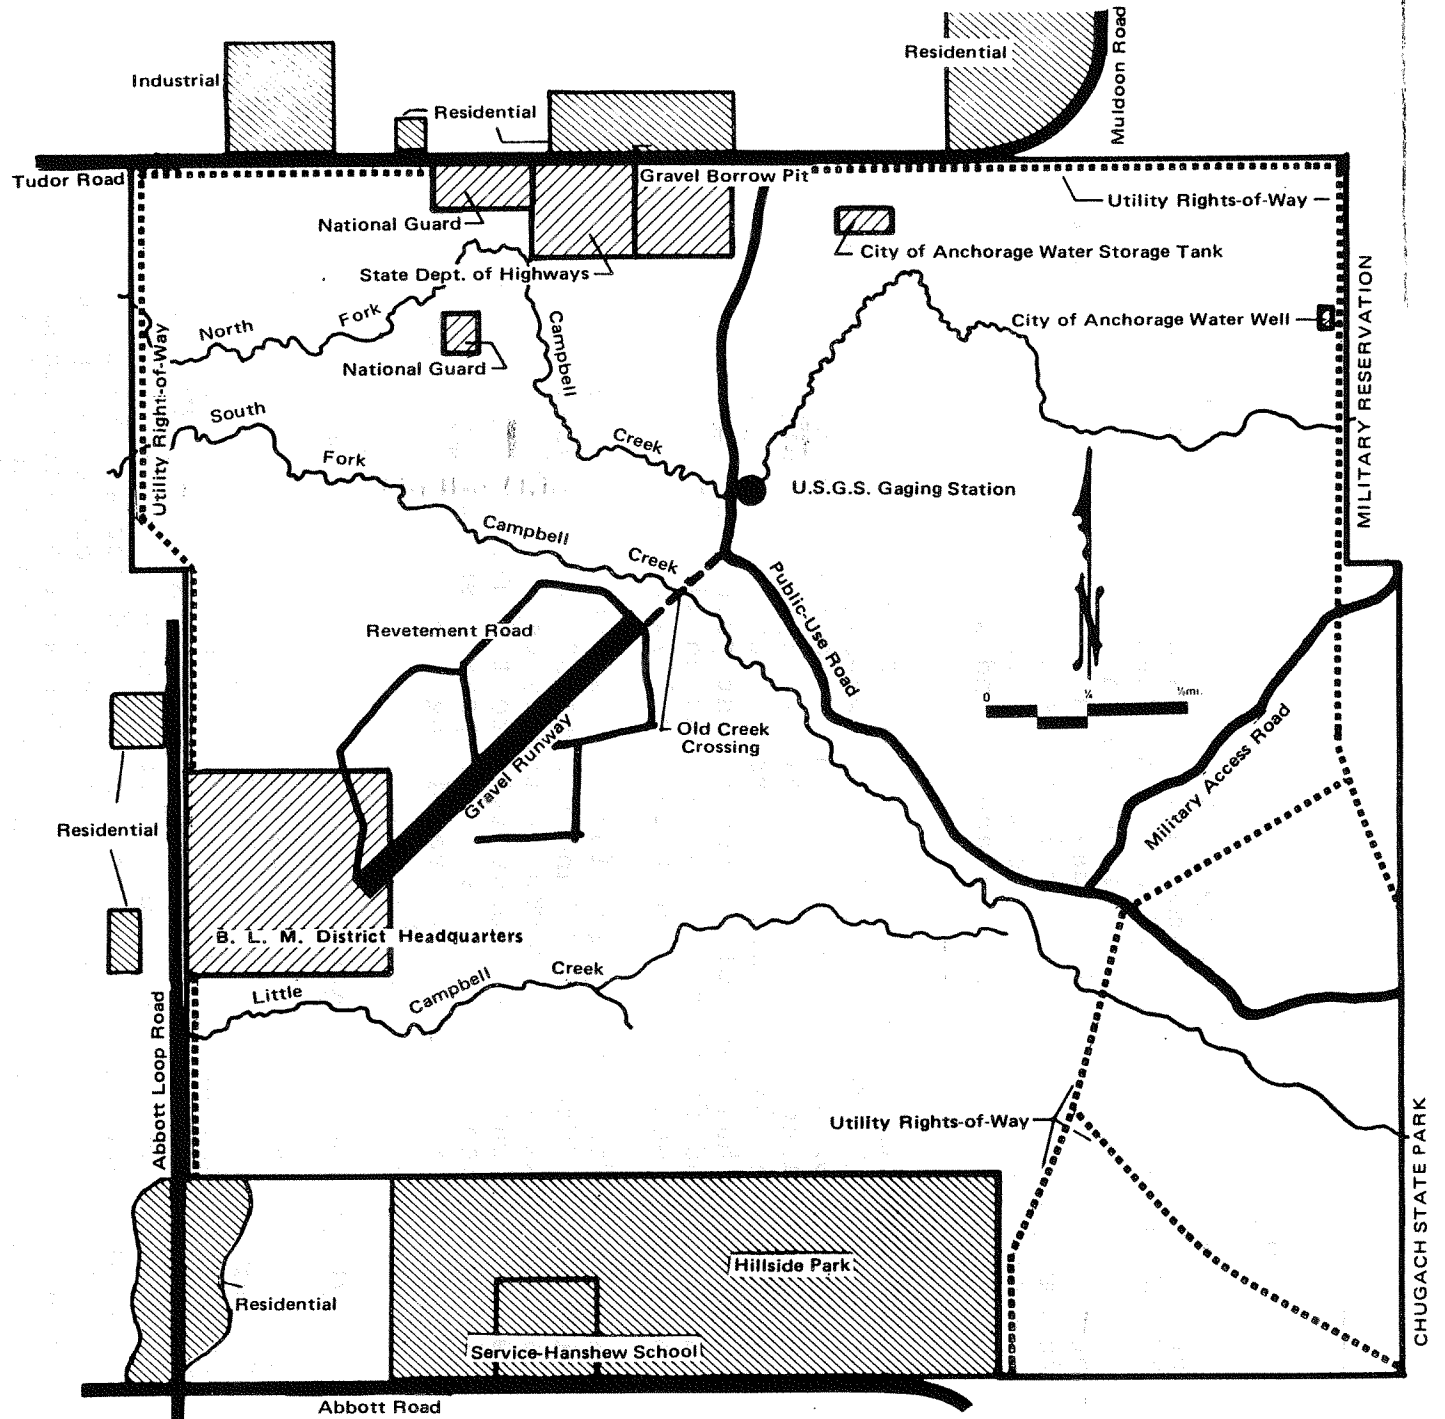 Muldoon Road
Residential
Industrial
Residential
Tudor Road
Gravel Borrow Pit
Utility Rights-of-Way
National Guard
City of Anchorage Water Storage Tank
State Dept. of Highways
MILITARY RESERVATION
North
Fork
Campbell
Creek
City of Anchorage Water Well
Utility Right-of-Way
National Guard
South
Fork
Campbell
Creek
U.S.G.S. Gaging Station
Public-Use Road
Revetement Road
N
0
¼
½mi.
Old Creek
Crossing
Gravel Runway
Military Access Road
Residential
B. L. M. District Headquarters
Little
Campbell
Creek
Abbott Loop Road
Utility Rights-of-Way
CHUGACH STATE PARK
Hillside Park
Residential
Service-Hanshew School
Abbott Road